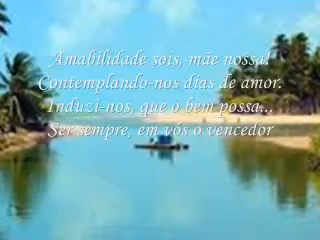 Amabilidade sois, mãe nossa!
Contemplando-nos dias de amor.
Induzi-nos, que o bem possa...
Ser sempre, em vós o vencedor